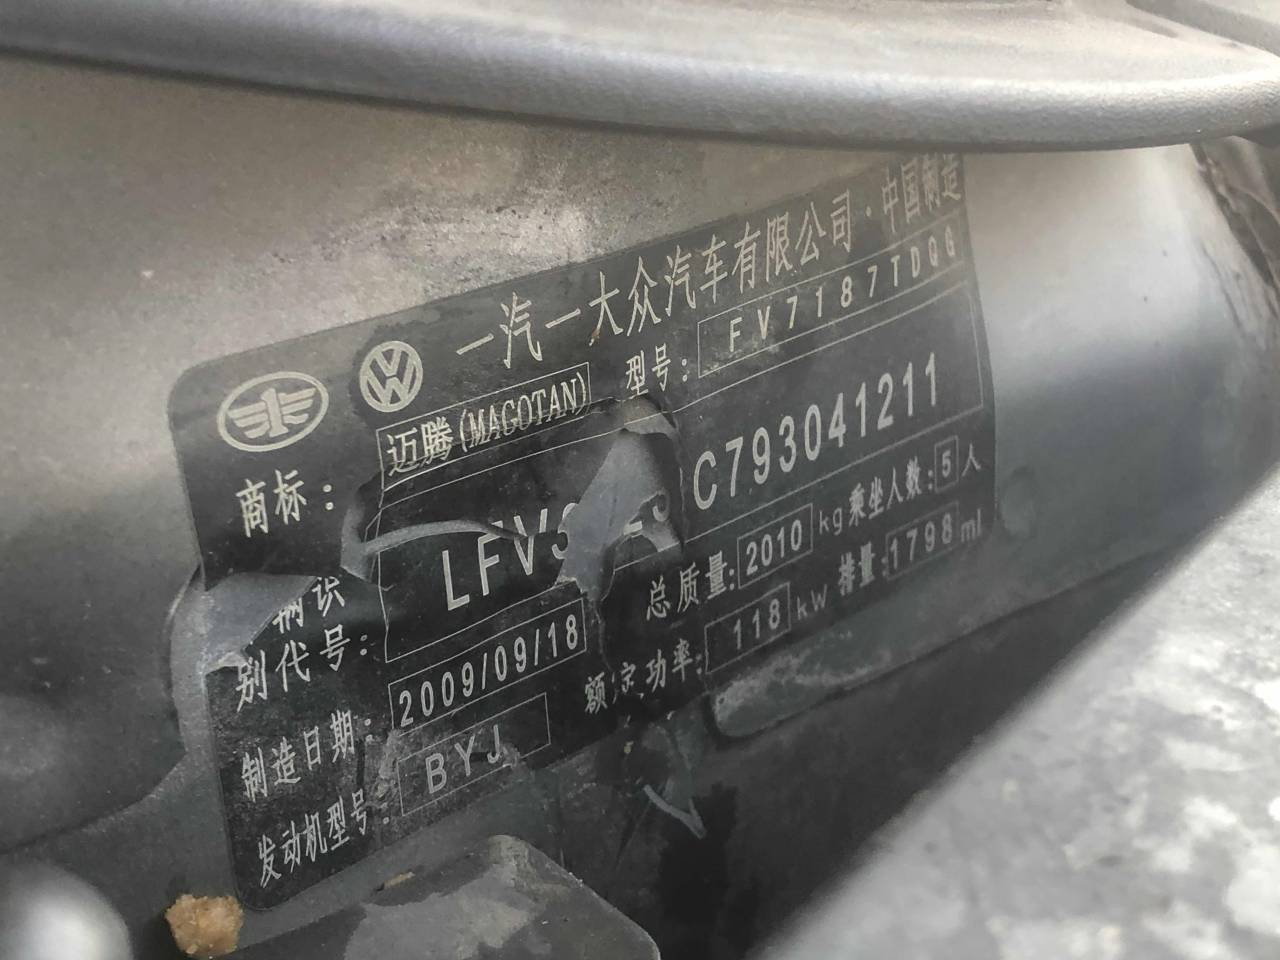 一汽一大众汽车有限公司·中国制造
商标: 迈腾(MAGOTAN) 型号: FV7187TDQG
辆识
别代号: LFV3 C793041211
制造日期: 2009/09/18 总质量: 2010 kg 乘坐人数: 5 人
发动机型号: BYJ 额定功率: 118 kW 排量: 1798 ml